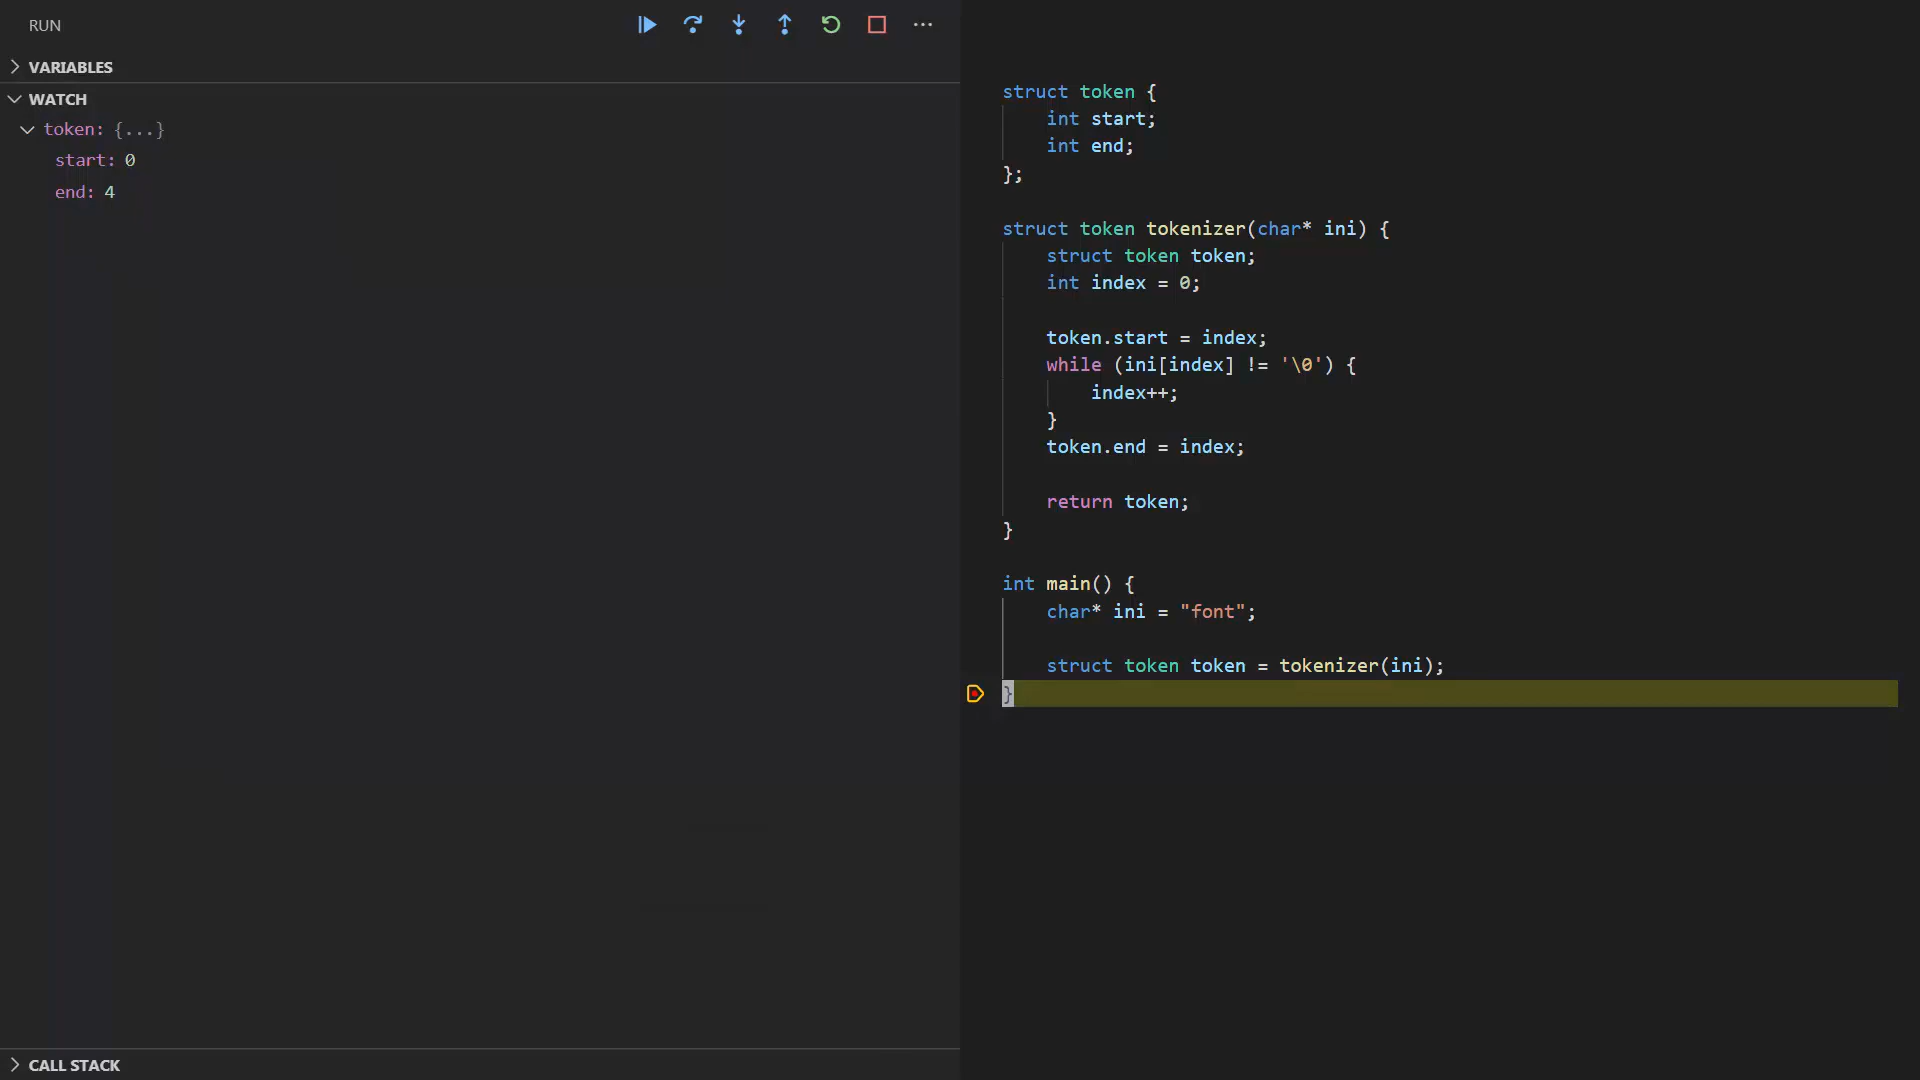 RUN
VARIABLES
WATCH
token: {...}
start: 0
end: 4
CALL STACK
struct token {
    int start;
    int end;
};
struct token tokenizer(char* ini) {
    struct token token;
    int index = 0;
    token.start = index;
    while (ini[index] != '\0') {
        index++;
    }
    token.end = index;
    return token;
}
int main() {
    char* ini = "font";
    struct token token = tokenizer(ini);
}